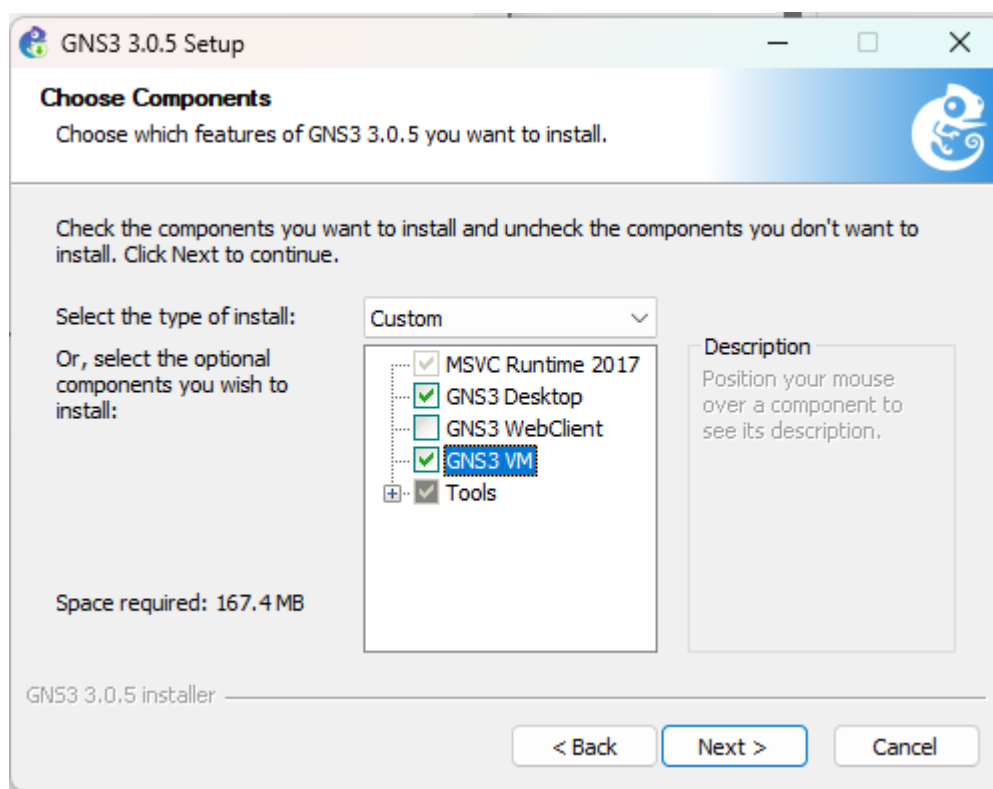 GNS3 3.0.5 Setup
Choose Components
Choose which features of GNS3 3.0.5 you want to install.
Check the components you want to install and uncheck the components you don't want to
install. Click Next to continue.
Select the type of install:
Custom
Or, select the optional
components you wish to
install:
MSVC Runtime 2017
GNS3 Desktop
GNS3 WebClient
GNS3 VM
Tools
Description
Position your mouse
over a component to
see its description.
Space required: 167.4 MB
GNS3 3.0.5 installer
< Back
Next >
Cancel